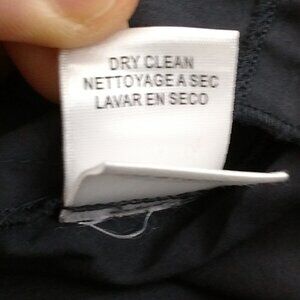 DRY CLEAN
NETTOYAGE A SEC
LAVAR EN SECO